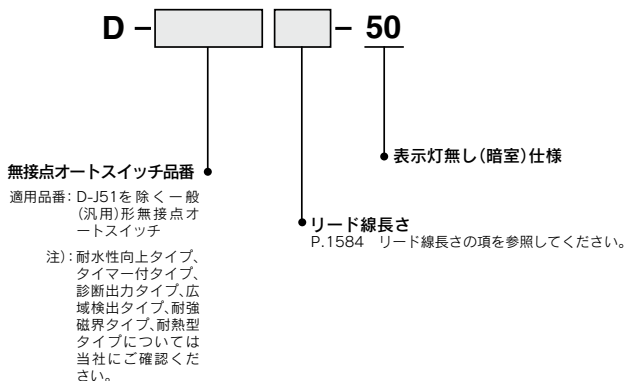 D – – 50
無接点オートスイッチ品番
適用品番: D-J51を除く一般
(汎用)形無接点オ
ートスイッチ
注):耐水性向上タイプ、
タイマー付タイプ、
診断出力タイプ、広
域検出タイプ、耐強
磁界タイプ、耐熱型
タイプについては
当社にご確認くだ
さい。
表示灯無し(暗室)仕様
リード線長さ
P.1584 リード線長さの項を参照してください。